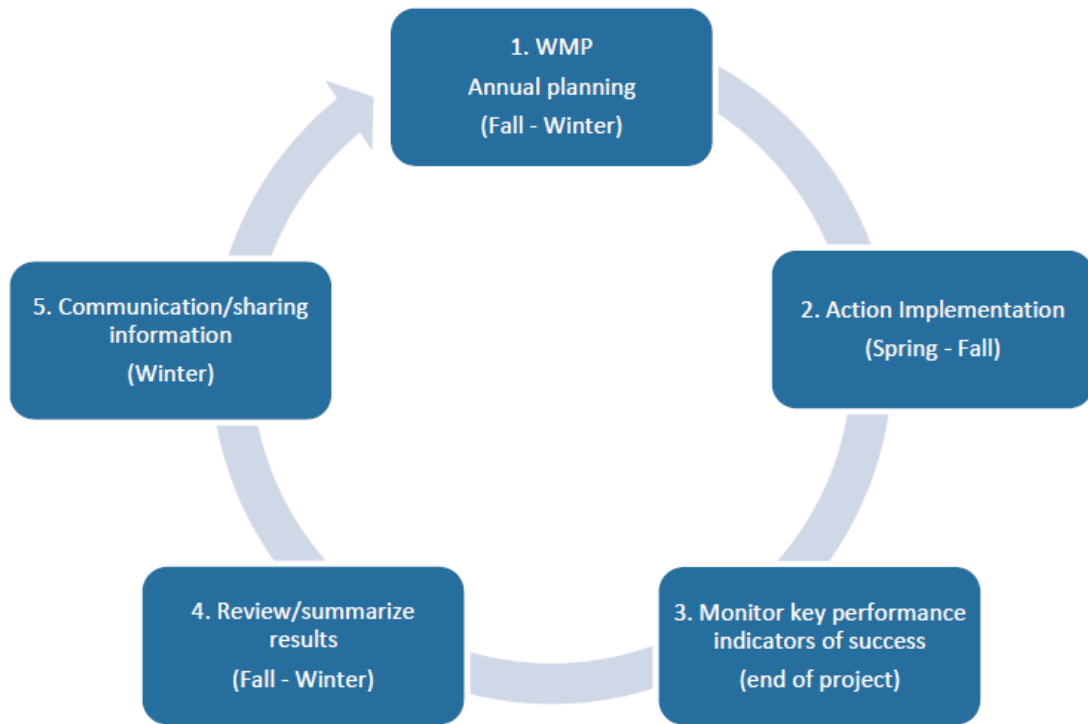 1. WMP
Annual planning
(Fall - Winter)
2. Action Implementation
(Spring - Fall)
3. Monitor key performance
indicators of success
(end of project)
4. Review/summarize
results
(Fall - Winter)
5. Communication/sharing
information
(Winter)